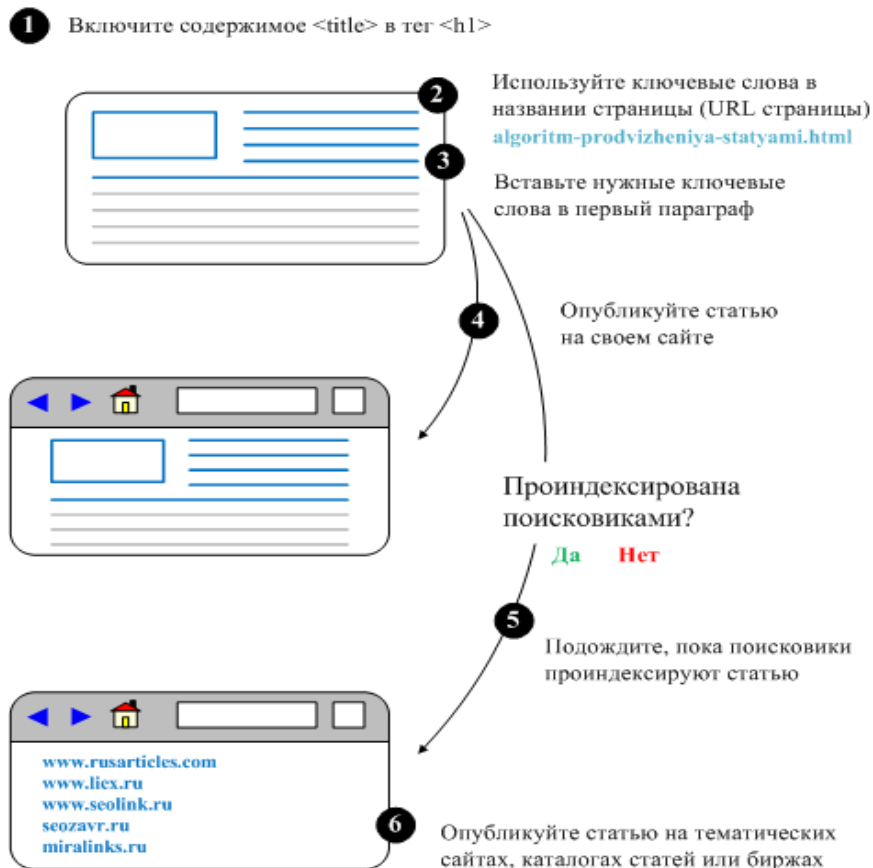 1 Включите содержимое <title> в тег <h1>
2
Используйте ключевые слова в
названии страницы (URL страницы)
algoritm-prodvizheniya-statyami.html
3
Вставьте нужные ключевые
слова в первый параграф
4
Опубликуйте статью
на своем сайте
Проиндексирована
поисковиками?
Да Нет
5
Подождите, пока поисковики
проиндексируют статью
www.rusarticles.com
www.liex.ru
www.seolink.ru
seozavr.ru
miralinks.ru
6
Опубликуйте статью на тематических
сайтах, каталогах статей или биржах